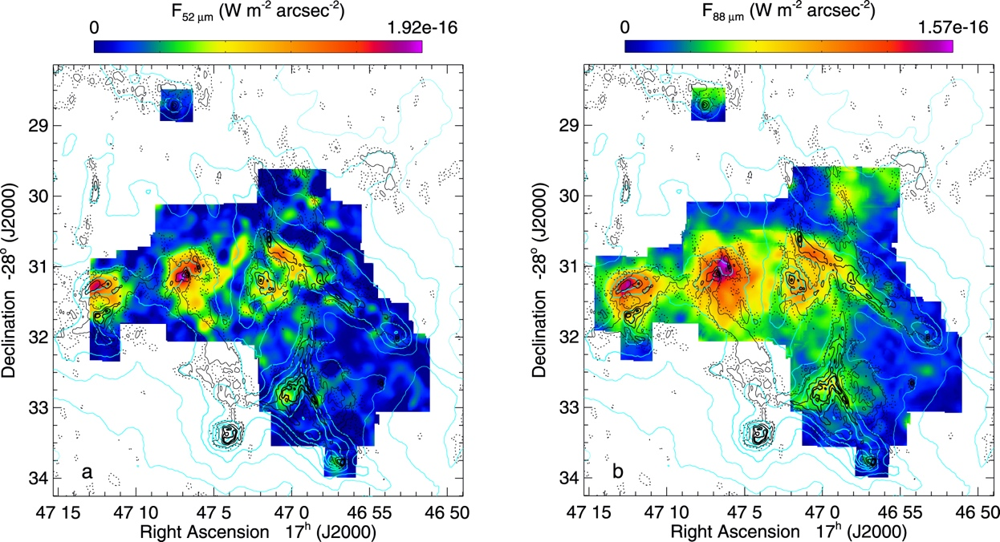 F52 μm (W m-2 arcsec-2)
0 1.92e-16
29
30
31
32
33
34
Declination -28° (J2000)
a
47 15 47 10 47 5 47 0 46 55 46 50
Right Ascension 17h (J2000)
F88 μm (W m-2 arcsec-2)
0 1.57e-16
29
30
31
32
33
34
Declination -28° (J2000)
b
47 15 47 10 47 5 47 0 46 55 46 50
Right Ascension 17h (J2000)